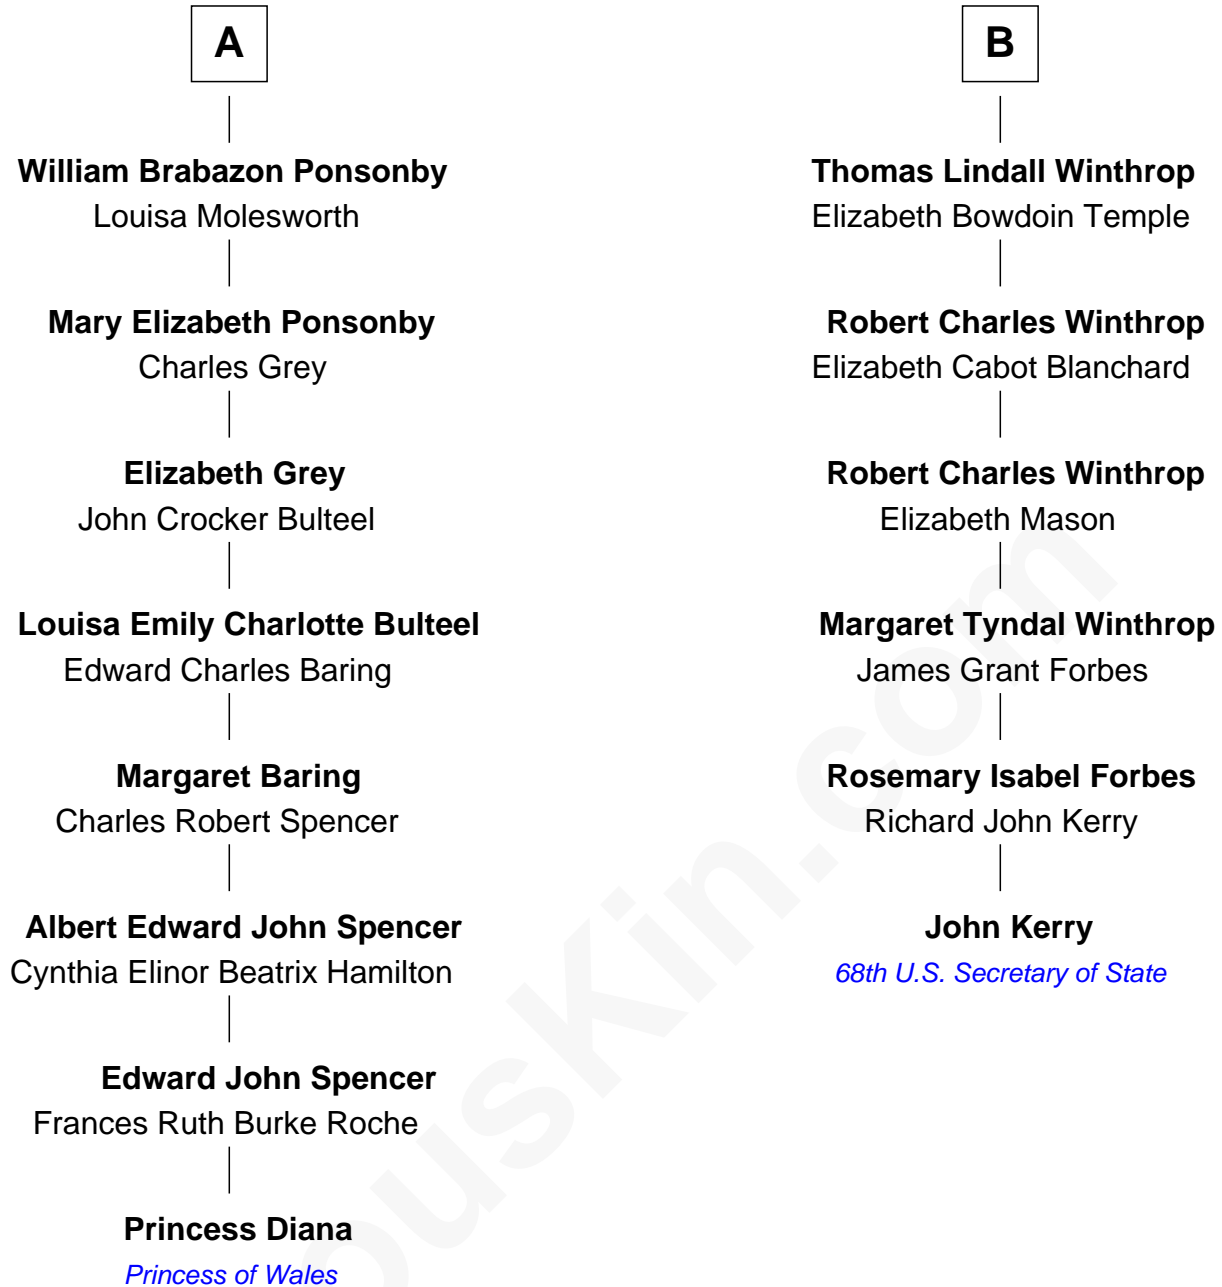 A
William Brabazon Ponsonby
Louisa Molesworth
Mary Elizabeth Ponsonby
Charles Grey
Elizabeth Grey
John Crocker Bulteel
Louisa Emily Charlotte Bulteel
Edward Charles Baring
Margaret Baring
Charles Robert Spencer
Albert Edward John Spencer
Cynthia Elinor Beatrix Hamilton
Edward John Spencer
Frances Ruth Burke Roche
Princess Diana
Princess of Wales
B
Thomas Lindall Winthrop
Elizabeth Bowdoin Temple
Robert Charles Winthrop
Elizabeth Cabot Blanchard
Robert Charles Winthrop
Elizabeth Mason
Margaret Tyndal Winthrop
James Grant Forbes
Rosemary Isabel Forbes
Richard John Kerry
John Kerry
68th U.S. Secretary of State
ouskin.com